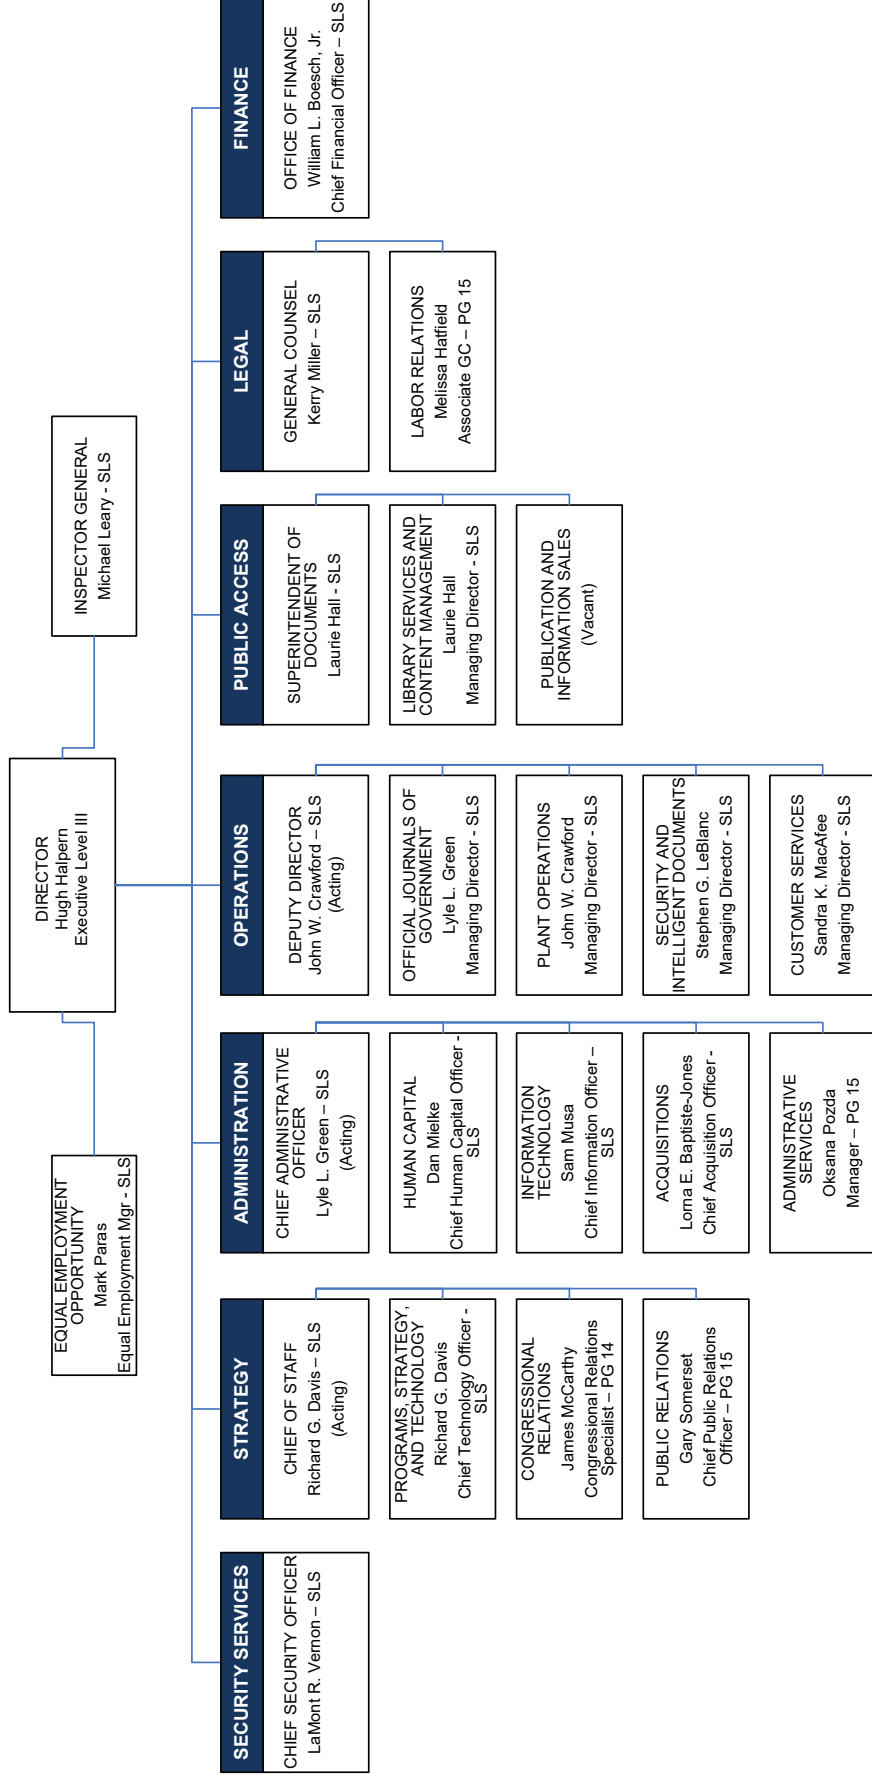 DIRECTOR
Hugh Halpern
Executive Level III
EQUAL EMPLOYMENT
OPPORTUNITY
Mark Paras
Equal Employment Mgr - SLS
INSPECTOR GENERAL
Michael Leary - SLS
SECURITY SERVICES
CHIEF SECURITY OFFICER
LaMont R. Vernon – SLS
STRATEGY
CHIEF OF STAFF
Richard G. Davis – SLS
(Acting)
PROGRAMS, STRATEGY,
AND TECHNOLOGY
Richard G. Davis
Chief Technology Officer -
SLS
CONGRESSIONAL
RELATIONS
James McCarthy
Congressional Relations
Specialist – PG 14
PUBLIC RELATIONS
Gary Somerset
Chief Public Relations
Officer – PG 15
ADMINISTRATION
CHIEF ADMINISTRATIVE
OFFICER
Lyle L. Green – SLS
(Acting)
HUMAN CAPITAL
Dan Mielke
Chief Human Capital Officer -
SLS
INFORMATION
TECHNOLOGY
Sam Musa
Chief Information Officer –
SLS
ACQUISITIONS
Lorna E. Baptiste-Jones
Chief Acquisition Officer -
SLS
ADMINISTRATIVE
SERVICES
Oksana Pozda
Manager – PG 15
OPERATIONS
DEPUTY DIRECTOR
John W. Crawford – SLS
(Acting)
OFFICIAL JOURNALS OF
GOVERNMENT
Lyle L. Green
Managing Director - SLS
PLANT OPERATIONS
John W. Crawford
Managing Director - SLS
SECURITY AND
INTELLIGENT DOCUMENTS
Stephen G. LeBlanc
Managing Director - SLS
CUSTOMER SERVICES
Sandra K. MacAfee
Managing Director - SLS
PUBLIC ACCESS
SUPERINTENDENT OF
DOCUMENTS
Laurie Hall - SLS
LIBRARY SERVICES AND
CONTENT MANAGEMENT
Laurie Hall
Managing Director - SLS
PUBLICATION AND
INFORMATION SALES
(Vacant)
LEGAL
GENERAL COUNSEL
Kerry Miller – SLS
LABOR RELATIONS
Melissa Hatfield
Associate GC – PG 15
FINANCE
OFFICE OF FINANCE
William L. Boesch, Jr.
Chief Financial Officer – SLS